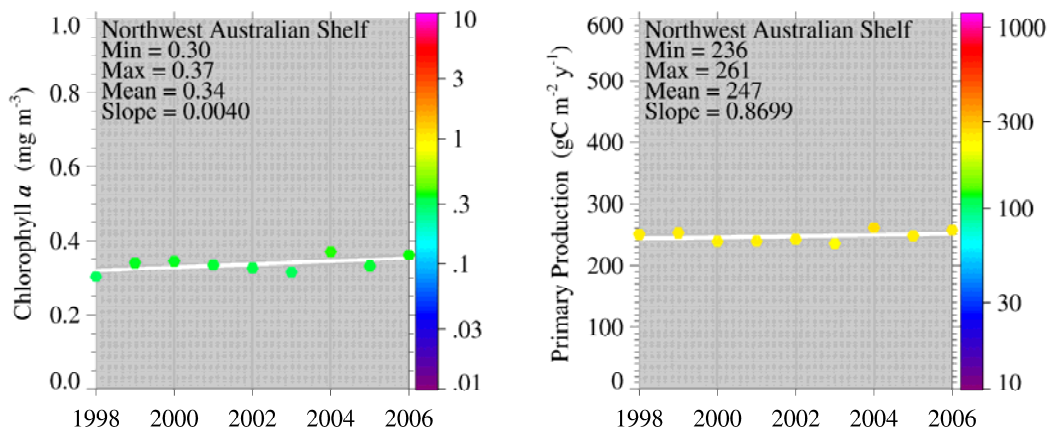 Northwest Australian Shelf
Min = 0.30
Max = 0.37
Mean = 0.34
Slope = 0.0040
Chlorophyll a (mg m-3)
1.0
0.8
0.6
0.4
0.2
0.0
1998 2000 2002 2004 2006
10
3
1
.3
.1
.03
.01
Northwest Australian Shelf
Min = 236
Max = 261
Mean = 247
Slope = 0.8699
Primary Production (gC m-2 y-1)
600
500
400
300
200
100
0
1998 2000 2002 2004 2006
1000
300
100
30
10